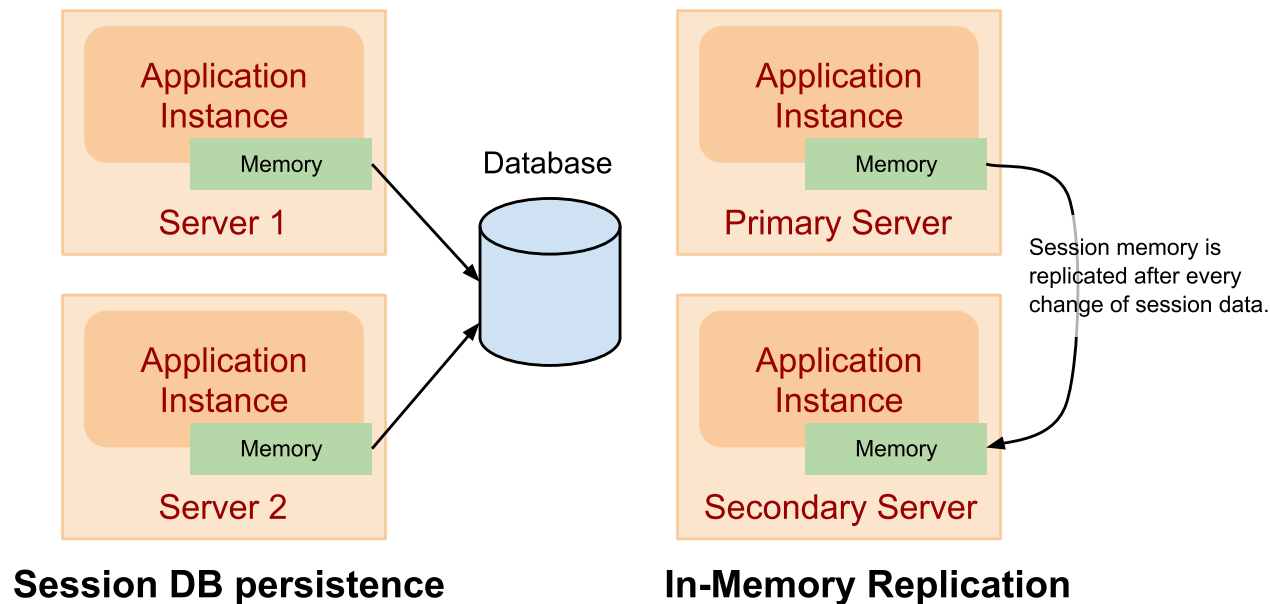 Application
Instance
Memory
Server 1
Application
Instance
Memory
Server 2
Database
Session DB persistence
Application
Instance
Memory
Primary Server
Session memory is
replicated after every
change of session data.
Application
Instance
Memory
Secondary Server
In-Memory Replication